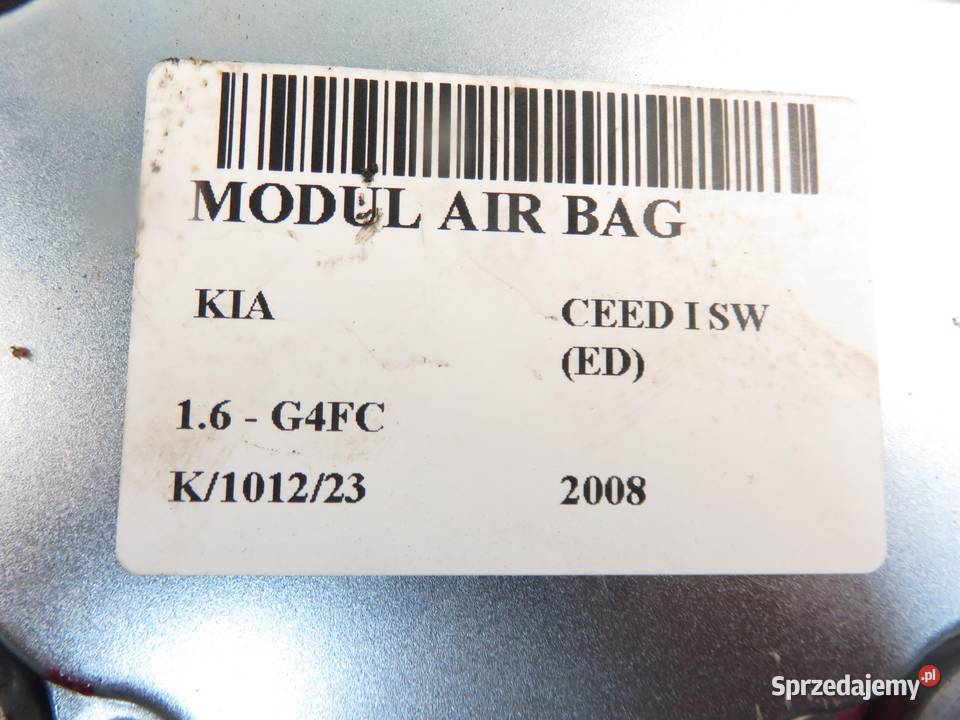 MODUL AIR BAG
KIA
CEED I SW
(ED)
1.6 - G4FC
K/1012/23
2008
Sprzedajemy.pl